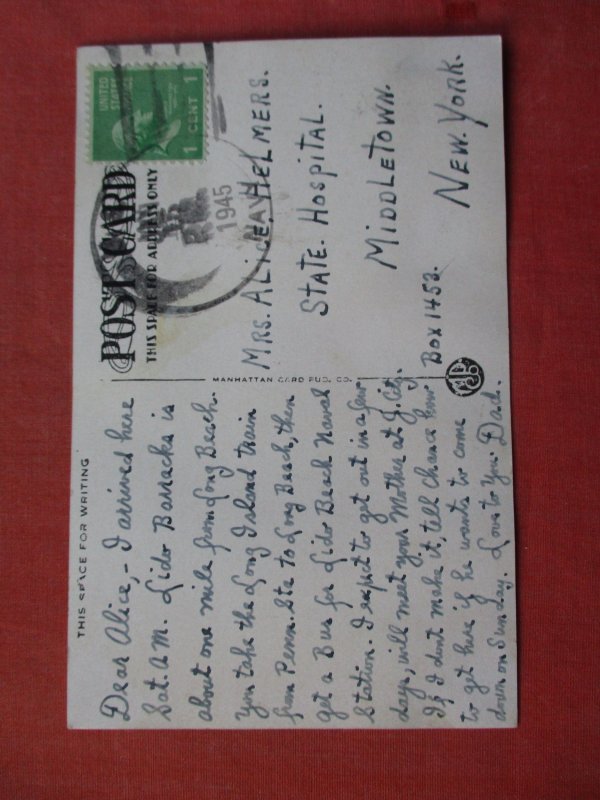 THIS SPACE FOR WRITING
Dear Alice,- I arrived here
Sat. A M. Lido Barracks is
about one mile from Long Beach.
You take the Long Island train
from Penn. Sta to Long Beach, then
get a Bus for Lido Beach Naval
Station. I expect to get out in a few
days, will meet your Mother at J. City.
If I dont make it, tell Chance how
to get here if he wants to come
down on Sunday. Love to You Dad.
MANHATTAN CARD PUB. CO.
POST CARD
THIS SPACE FOR ADDRESS ONLY
UNITED
STATES
1 CENT 1
1945
NAVY
MRS. ALICE. HELMERS.
STATE. HOSPITAL.
MIDDLETOWN.
BOX 1453. NEW. YORK.